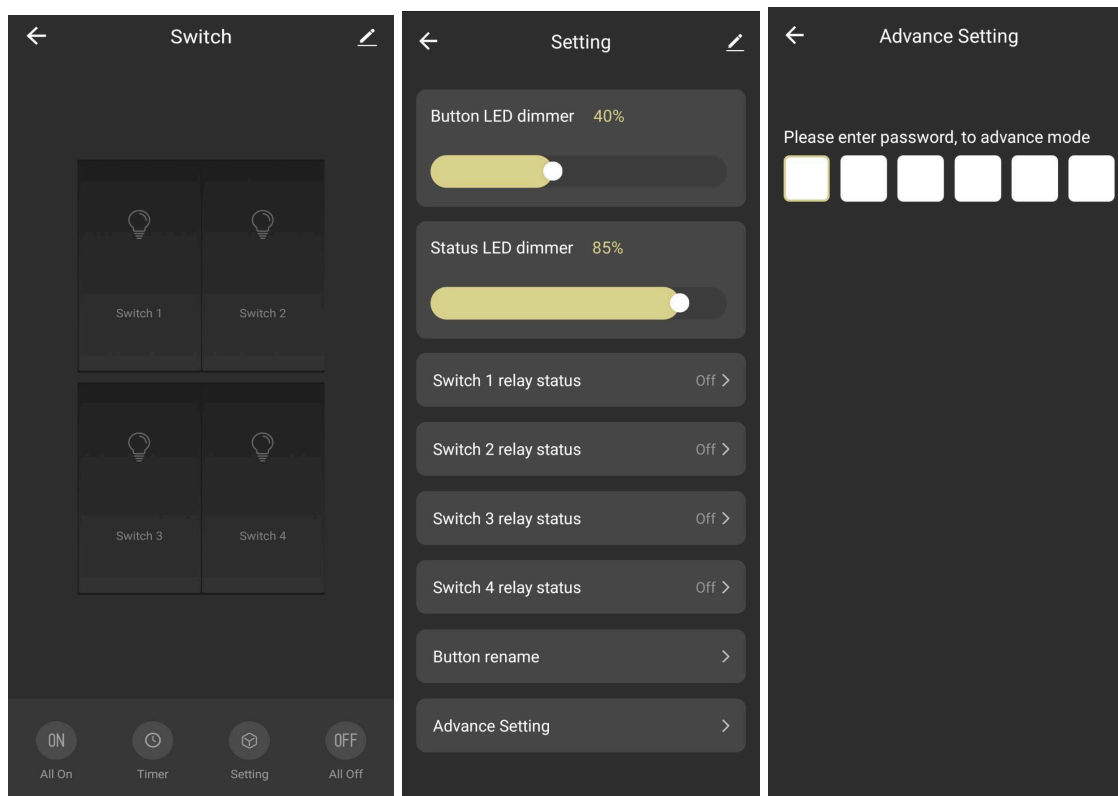 Switch
Switch 1
Switch 2
Switch 3
Switch 4
ON
All On
Timer
Setting
OFF
All Off
Setting
Button LED dimmer 40%
Status LED dimmer 85%
Switch 1 relay status Off
Switch 2 relay status Off
Switch 3 relay status Off
Switch 4 relay status Off
Button rename
Advance Setting
Advance Setting
Please enter password, to advance mode